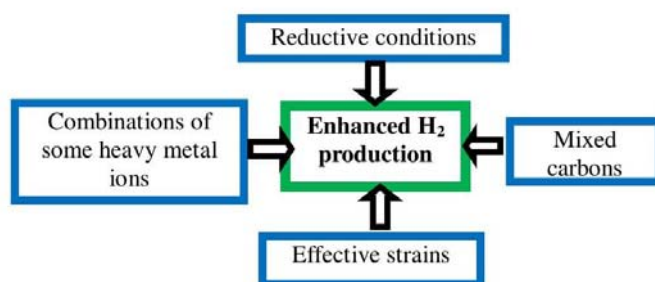 Reductive conditions
Combinations of
some heavy metal
ions
Enhanced H₂
production
Mixed
carbons
Effective strains